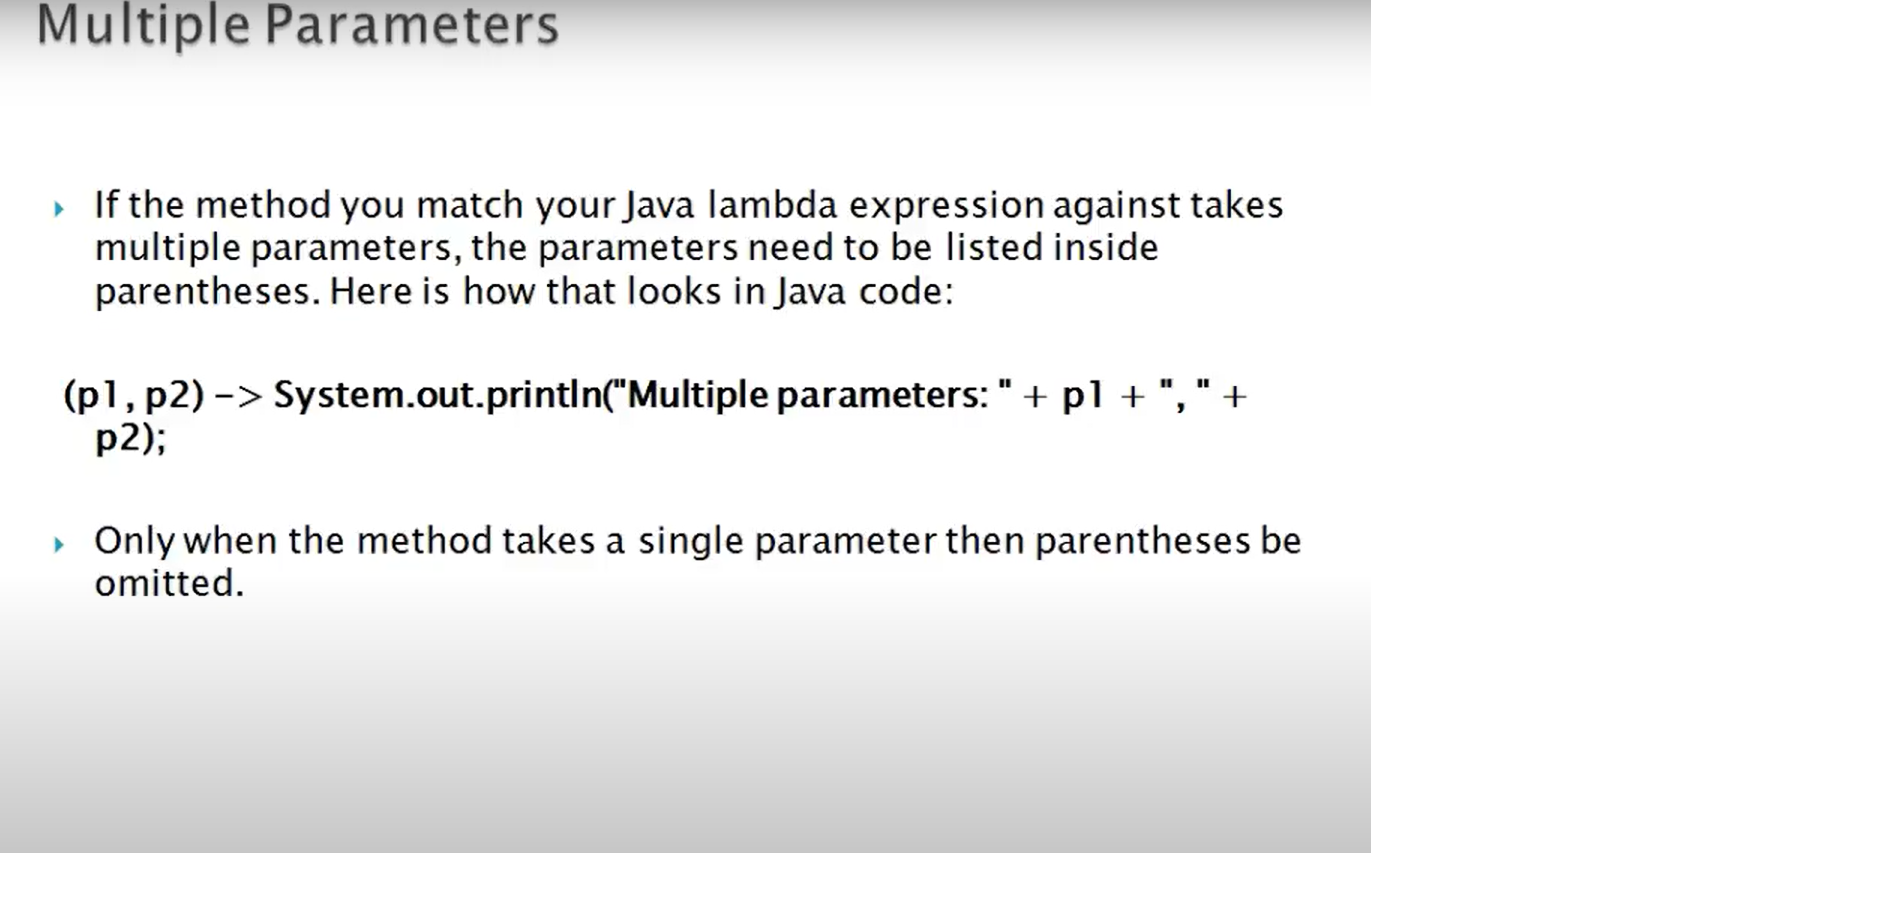 Multiple Parameters
If the method you match your Java lambda expression against takes
multiple parameters, the parameters need to be listed inside
parentheses. Here is how that looks in Java code:
(p1, p2) -> System.out.println("Multiple parameters: " + p1 + ", " +
p2);
Only when the method takes a single parameter then parentheses be
omitted.